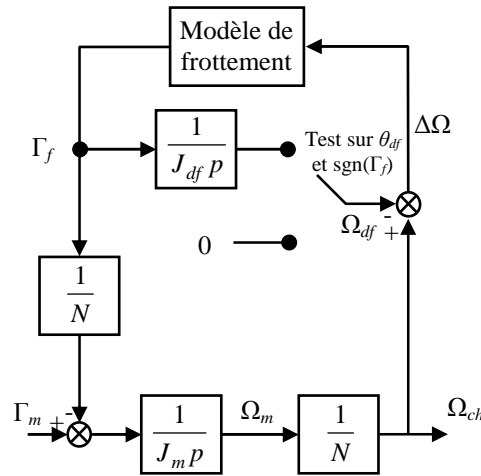 Modèle de
frottement
ΔΩ
Γf
1
Jdf p
Test sur θdf
et sgn(Γf)
-
+
Ωdf
0
1
N
Γm
+
-
1
Jm p
Ωm
1
N
Ωch